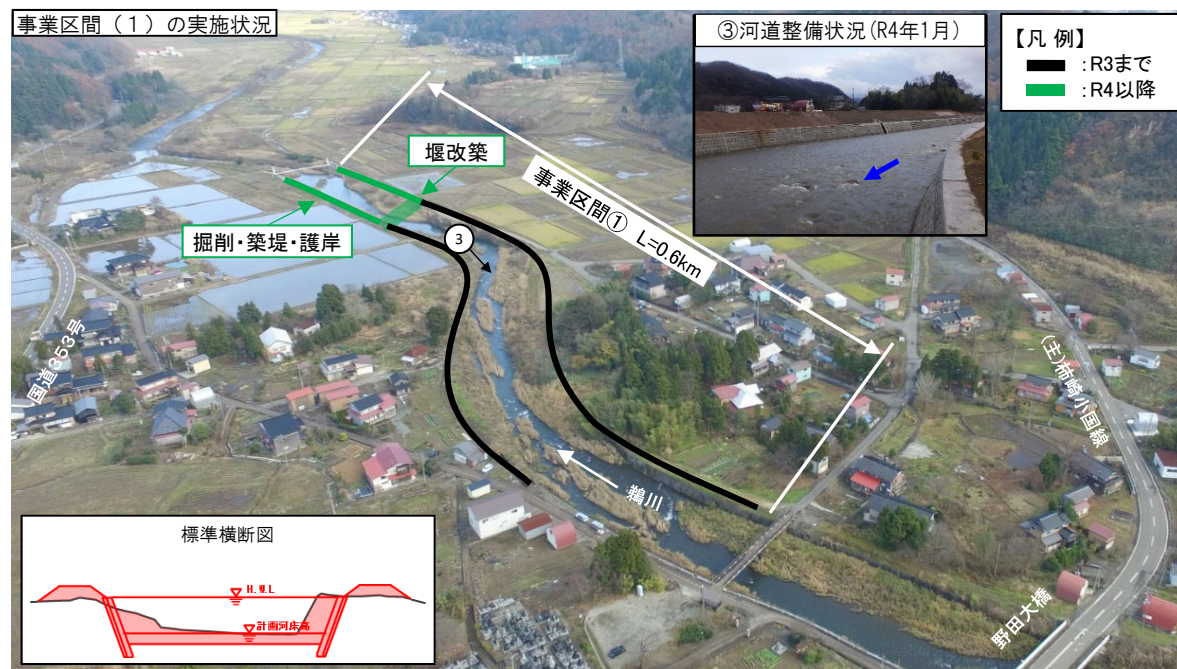 事業区間(1)の実施状況
③河道整備状況(R4年1月)
【凡 例】
:R3まで
:R4以降
堰改築
掘削・築堤・護岸
事業区間① L=0.6km
3
国道353号
(主)柿崎小国線
鵜川
野田大橋
標準横断図
H.W.L
計画河床高